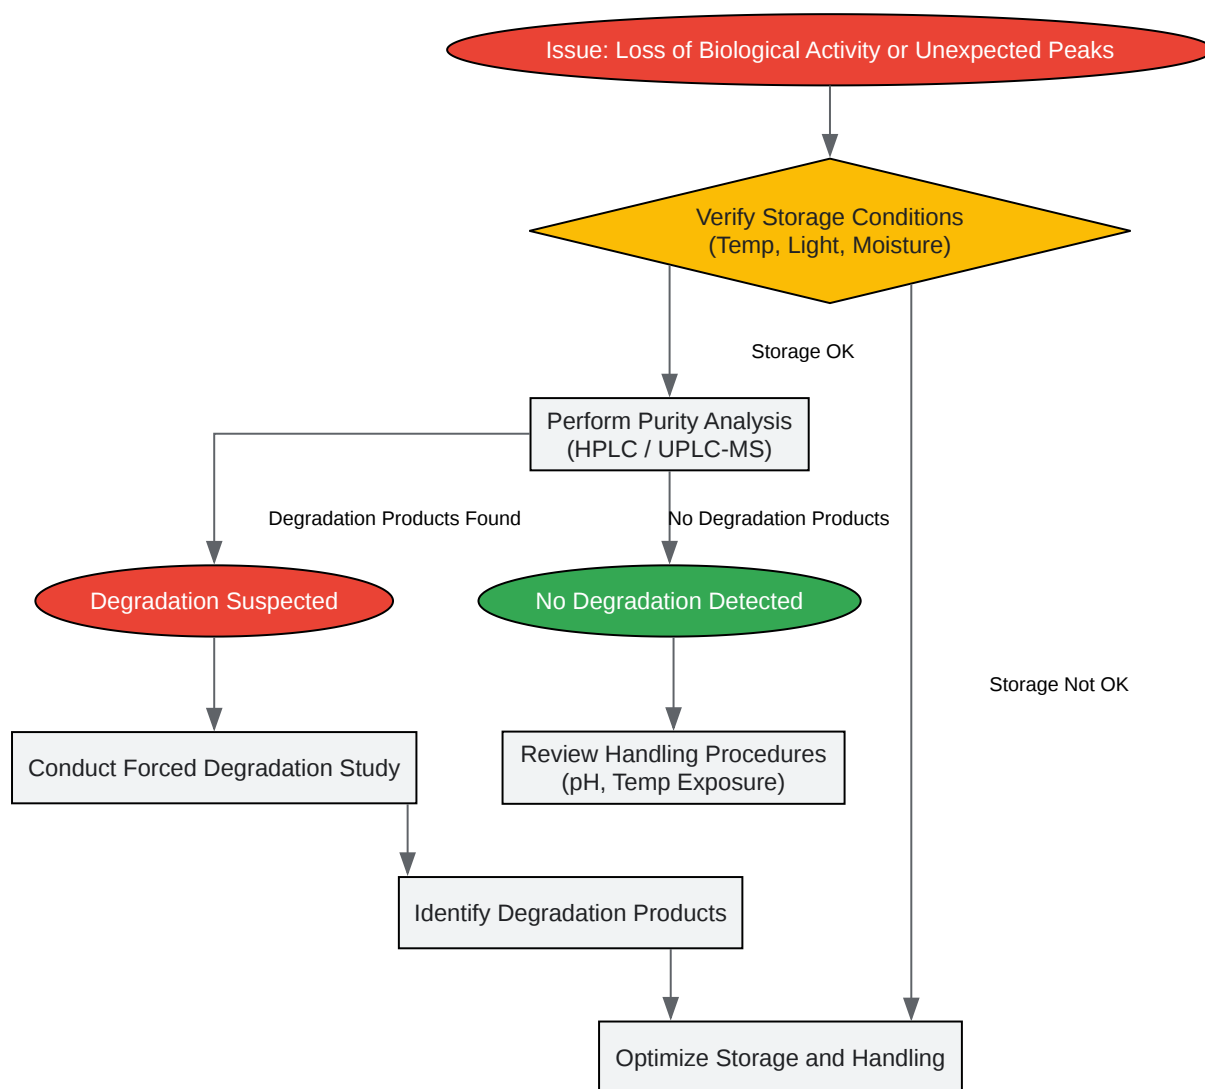 Issue: Loss of Biological Activity or Unexpected Peaks
Verify Storage Conditions
(Temp, Light, Moisture)
Storage OK
Perform Purity Analysis
(HPLC / UPLC-MS)
Degradation Products Found
No Degradation Products
Degradation Suspected
No Degradation Detected
Storage Not OK
Conduct Forced Degradation Study
Review Handling Procedures
(pH, Temp Exposure)
Identify Degradation Products
Optimize Storage and Handling